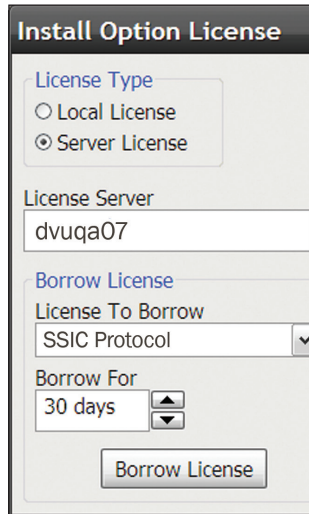 Install Option License
License Type
Local License
Server License
License Server
dvuqa07
Borrow License
License To Borrow
SSIC Protocol
Borrow For
30 days
Borrow License